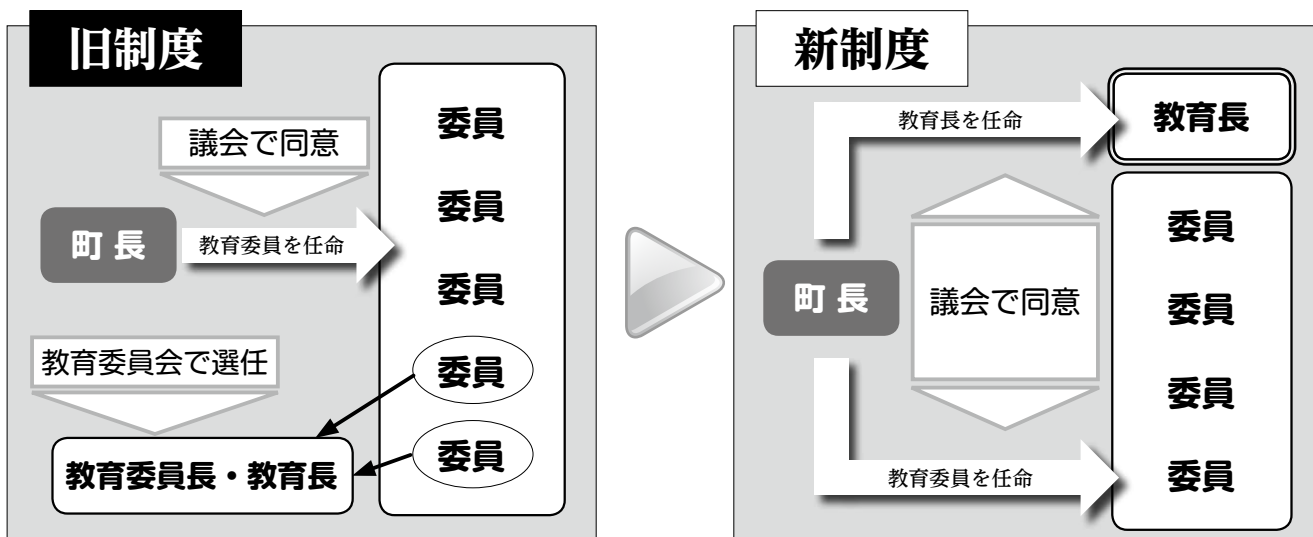 旧制度
議会で同意
町長
教育委員を任命
委員
委員
委員
委員
委員
教育委員会で選任
教育委員長・教育長
新制度
教育長を任命
教育長
町長
議会で同意
委員
委員
委員
委員
教育委員を任命